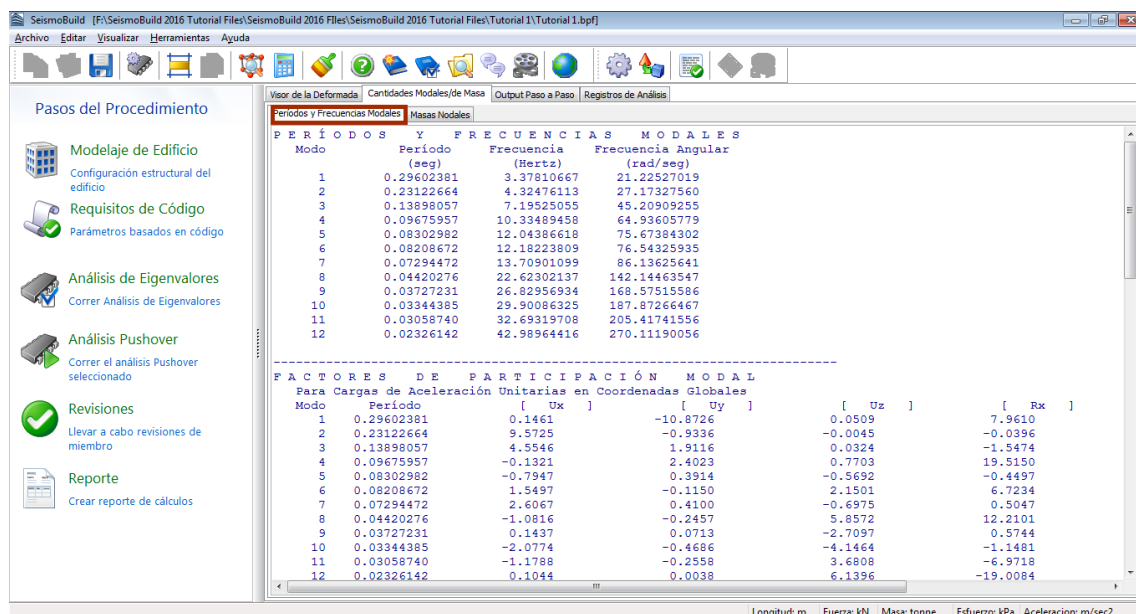 SeismoBuild [F:\SeismoBuild 2016 Tutorial Files\SeismoBuild 2016 FIles\SeismoBuild 2016 Tutorial Files\Tutorial 1\Tutorial 1.bpf]
Archivo Editar Visualizar Herramientas Ayuda
Pasos del Procedimiento
Modelaje de Edificio
Configuración estructural del
edificio
Requisitos de Código
Parámetros basados en código
Análisis de Eigenvalores
Correr Análisis de Eigenvalores
Análisis Pushover
Correr el análisis Pushover
seleccionado
Revisiones
Llevar a cabo revisiones de
miembro
Reporte
Crear reporte de cálculos
Visor de la Deformada Cantidades Modales/de Masa Output Paso a Paso Registros de Análisis
Períodos y Frecuencias Modales Masas Nodales
P E R Í O D O S Y F R E C U E N C I A S M O D A L E S
Modo Período Frecuencia Frecuencia Angular
(seg) (Hertz) (rad/seg)
1 0.29602381 3.37810667 21.22527019
2 0.23122664 4.32476113 27.17327560
3 0.13898057 7.19525055 45.20909255
4 0.09675957 10.33489458 64.93605779
5 0.08302982 12.04386618 75.67384302
6 0.08208672 12.18223809 76.54325935
7 0.07294472 13.70901099 86.13625641
8 0.04420276 22.62302137 142.14463547
9 0.03727231 26.82956934 168.57515586
10 0.03344385 29.90086325 187.87266467
11 0.03058740 32.69319708 205.41741556
12 0.02326142 42.98964416 270.11190056
--------------------------------------------------------------------------------
F A C T O R E S D E P A R T I C I P A C I Ó N M O D A L
Para Cargas de Aceleración Unitarias en Coordenadas Globales
Modo Período [ Ux ] [ Uy ] [ Uz ] [ Rx ]
1 0.29602381 0.1461 -10.8726 0.0509 7.9610
2 0.23122664 9.5725 -0.9336 -0.0045 -0.0396
3 0.13898057 4.5546 1.9116 0.0324 -1.5474
4 0.09675957 -0.1321 2.4023 0.7703 19.5150
5 0.08302982 -0.7947 0.3914 -0.5692 -0.4497
6 0.08208672 1.5497 -0.1150 2.1501 6.7234
7 0.07294472 2.6067 0.4100 -0.6975 0.5047
8 0.04420276 -1.0816 -0.2457 5.8572 12.2101
9 0.03727231 0.1437 0.0713 -2.7097 0.5744
10 0.03344385 -2.0774 -0.4686 -4.1464 -1.1481
11 0.03058740 -1.1788 -0.2558 3.6808 -6.9718
12 0.02326142 0.1044 0.0038 6.1396 -19.0084
Longitud: m Fuerza: kN Masa: tonne Esfuerzo: kPa Aceleracion: m/sec2